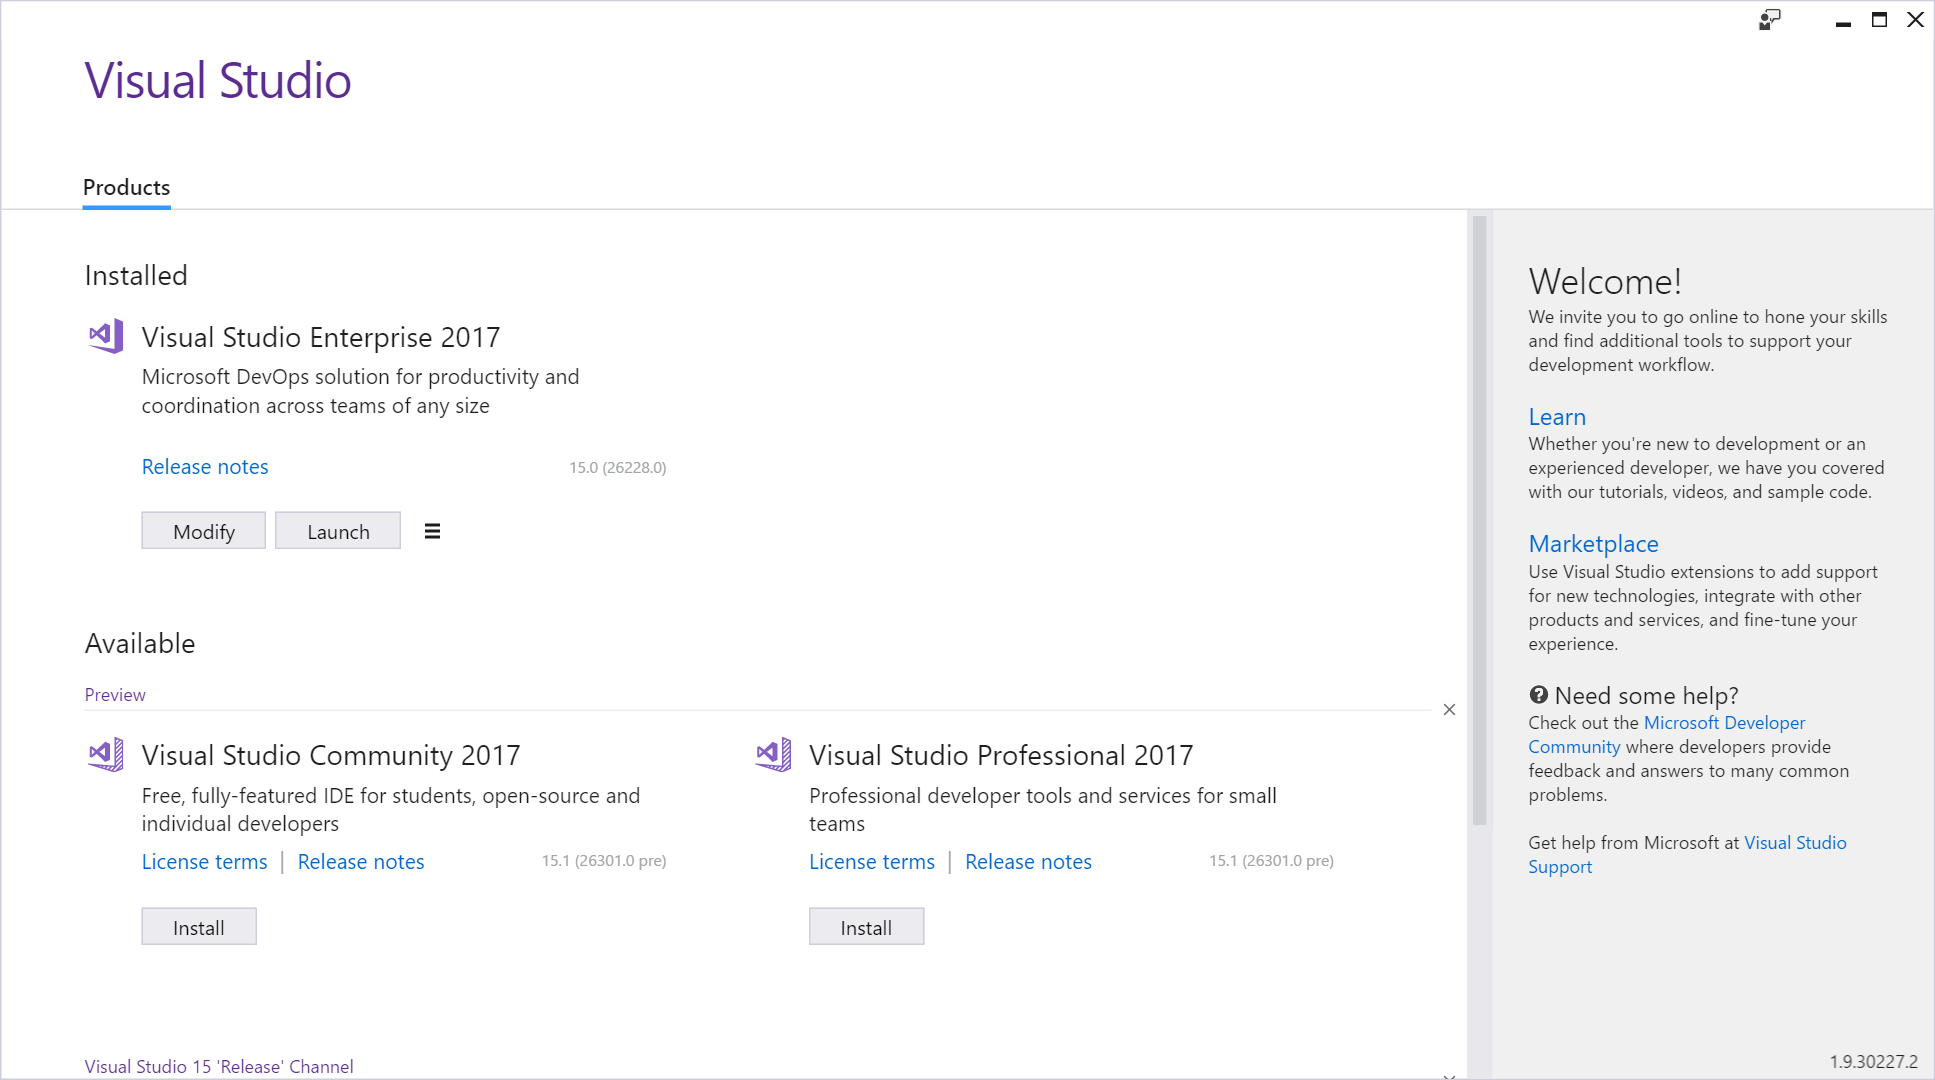 Visual Studio
Products
Installed
Visual Studio Enterprise 2017
Microsoft DevOps solution for productivity and
coordination across teams of any size
Release notes 15.0 (26228.0)
Modify Launch
Available
Preview
Visual Studio Community 2017
Free, fully-featured IDE for students, open-source and
individual developers
License terms | Release notes 15.1 (26301.0 pre)
Install
Visual Studio Professional 2017
Professional developer tools and services for small
teams
License terms | Release notes 15.1 (26301.0 pre)
Install
Visual Studio 15 'Release' Channel
Welcome!
We invite you to go online to hone your skills
and find additional tools to support your
development workflow.
Learn
Whether you're new to development or an
experienced developer, we have you covered
with our tutorials, videos, and sample code.
Marketplace
Use Visual Studio extensions to add support
for new technologies, integrate with other
products and services, and fine-tune your
experience.
Need some help?
Check out the Microsoft Developer
Community where developers provide
feedback and answers to many common
problems.
Get help from Microsoft at Visual Studio
Support
1.9.30227.2